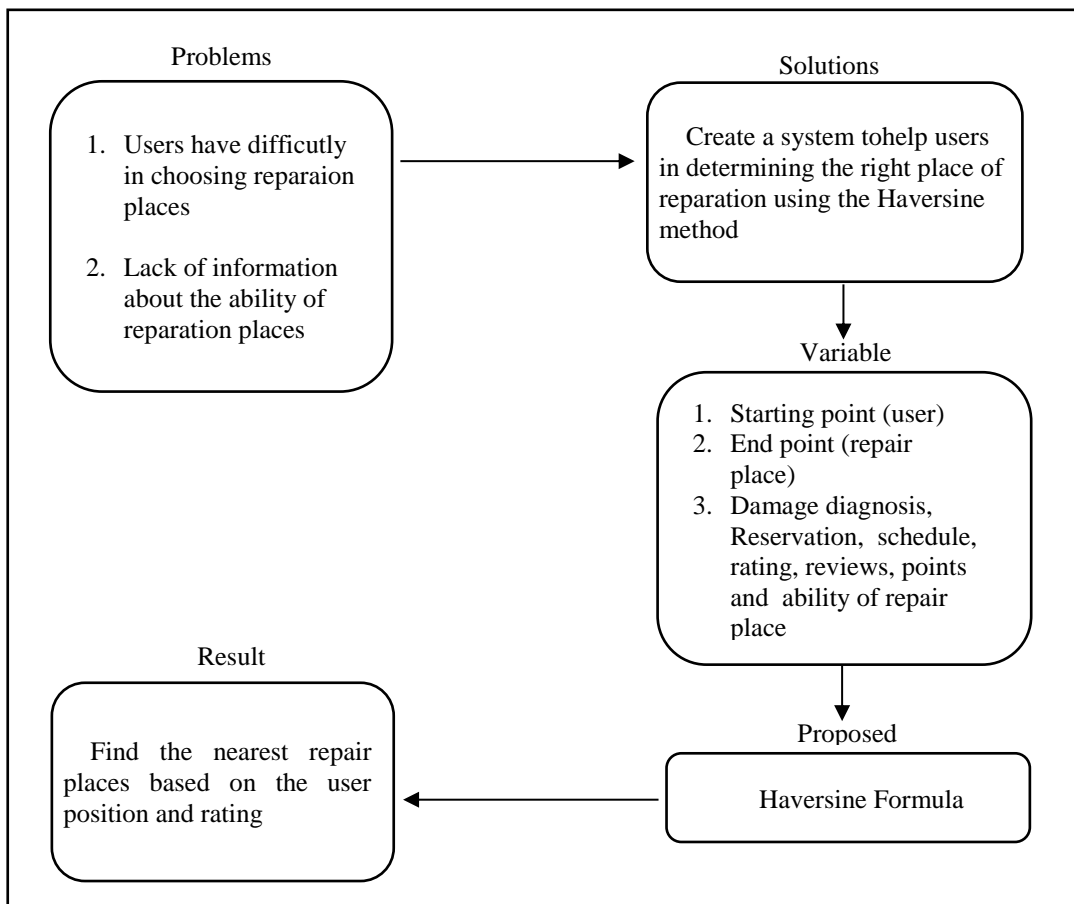 Problems
1. Users have difficutly
in choosing reparaion
places
2. Lack of information
about the ability of
reparation places
Solutions
Create a system tohelp users
in determining the right place of
reparation using the Haversine
method
Variable
1. Starting point (user)
2. End point (repair
place)
3. Damage diagnosis,
Reservation, schedule,
rating, reviews, points
and ability of repair
place
Proposed
Haversine Formula
Result
Find the nearest repair
places based on the user
position and rating